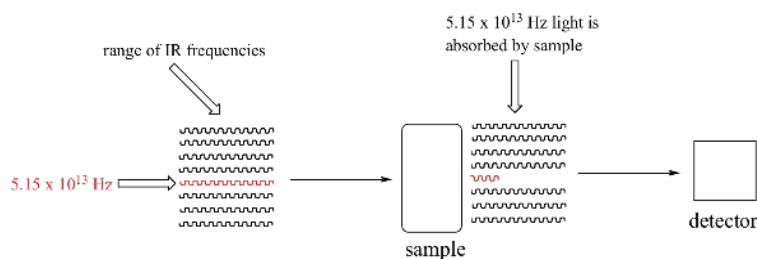 5.15 x 10¹³ Hz light is
absorbed by sample
range of IR frequencies
5.15 x 10¹³ Hz
sample
detector